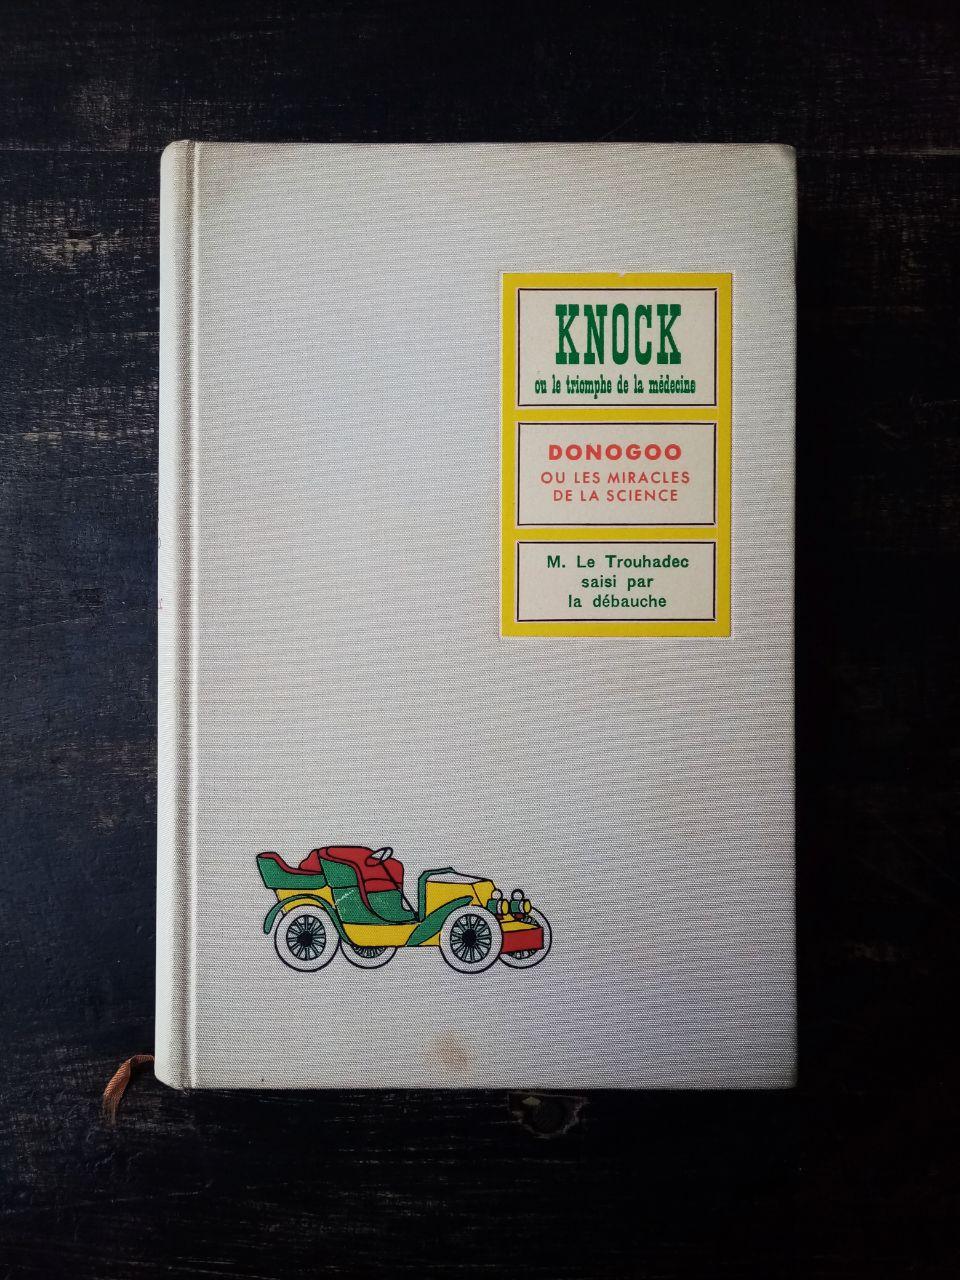 KNOCK
ou le triomphe de la médecine
DONOGOO
OU LES MIRACLES
DE LA SCIENCE
M. Le Trouhadec
saisi par
la débauche